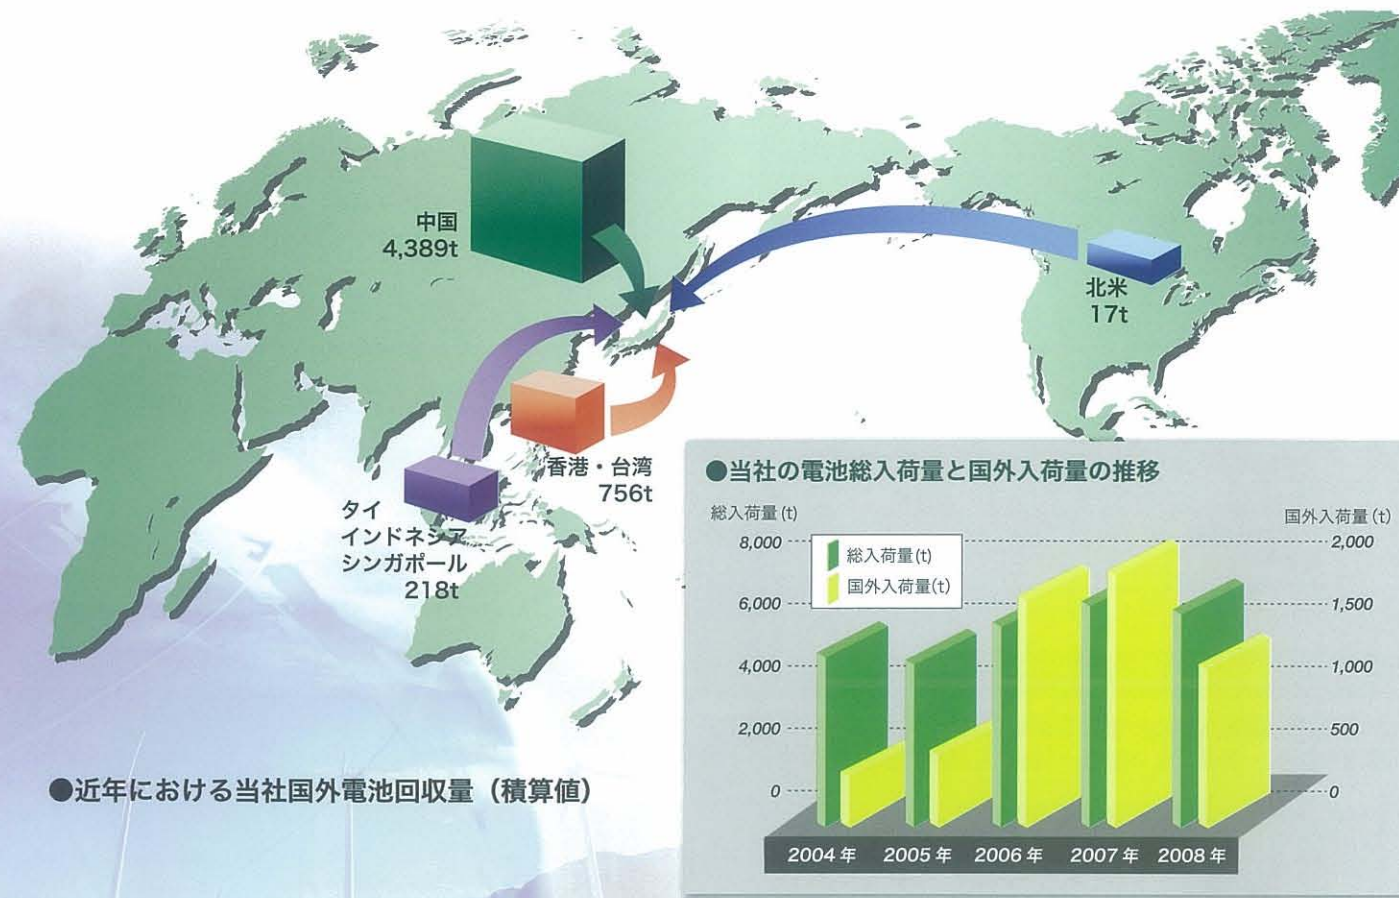 中国
4,389t
北米
17t
香港・台湾
756t
タイ
インドネシア
シンガポール
218t
●近年における当社国外電池回収量（積算値）
●当社の電池総入荷量と国外入荷量の推移
総入荷量(t)
国外入荷量(t)
総入荷量(t)
国外入荷量(t)
8,000
2,000
6,000
1,500
4,000
1,000
2,000
500
0
0
2004年 2005年 2006年 2007年 2008年